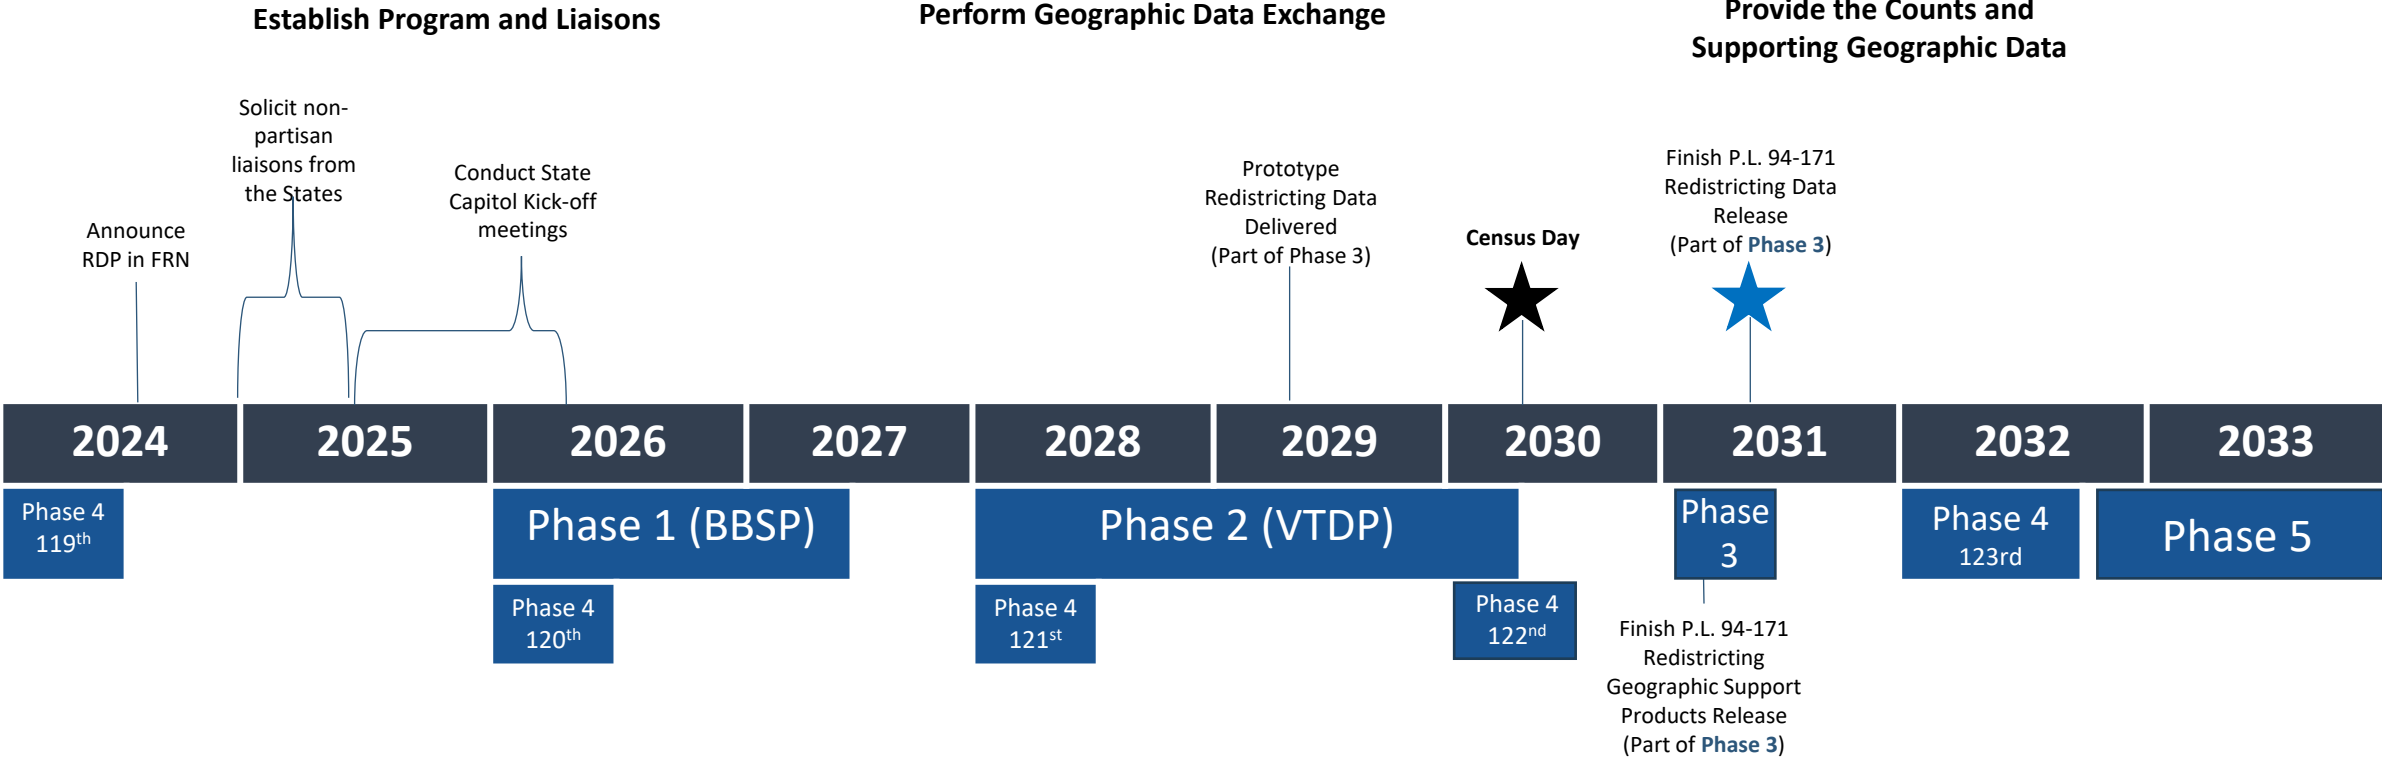 Establish Program and Liaisons
Perform Geographic Data Exchange
Provide the Counts and
Supporting Geographic Data
Announce
RDP in FRN
Solicit non-
partisan
liaisons from
the States
Conduct State
Capitol Kick-off
meetings
Prototype
Redistricting Data
Delivered
(Part of Phase 3)
Census Day
Finish P.L. 94-171
Redistricting Data
Release
(Part of Phase 3)
2024
2025
2026
2027
2028
2029
2030
2031
2032
2033
Phase 4
119th
Phase 1 (BBSP)
Phase 2 (VTDP)
Phase
3
Phase 4
123rd
Phase 5
Phase 4
120th
Phase 4
121st
Phase 4
122nd
Finish P.L. 94-171
Redistricting
Geographic Support
Products Release
(Part of Phase 3)